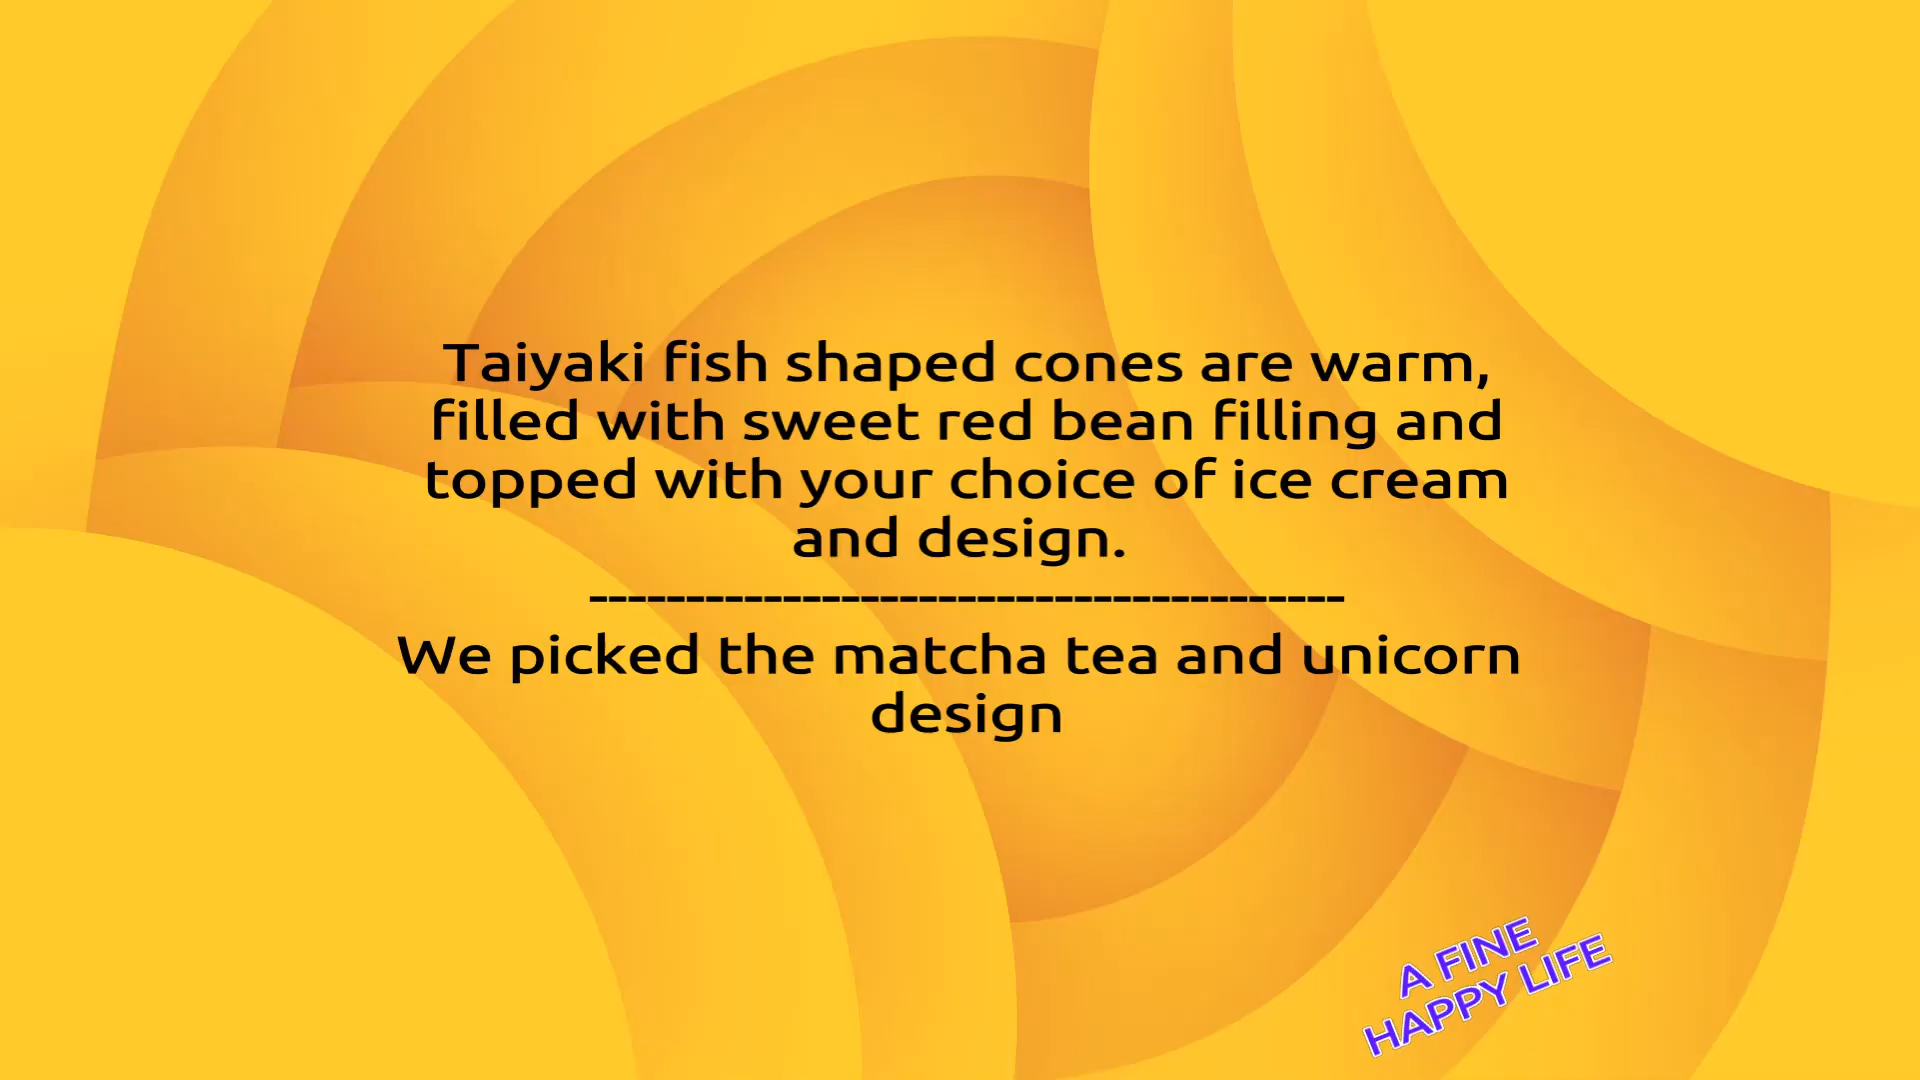 Taiyaki fish shaped cones are warm,
filled with sweet red bean filling and
topped with your choice of ice cream
and design.
---------------------------------------
We picked the matcha tea and unicorn
design
A FINE
HAPPY LIFE